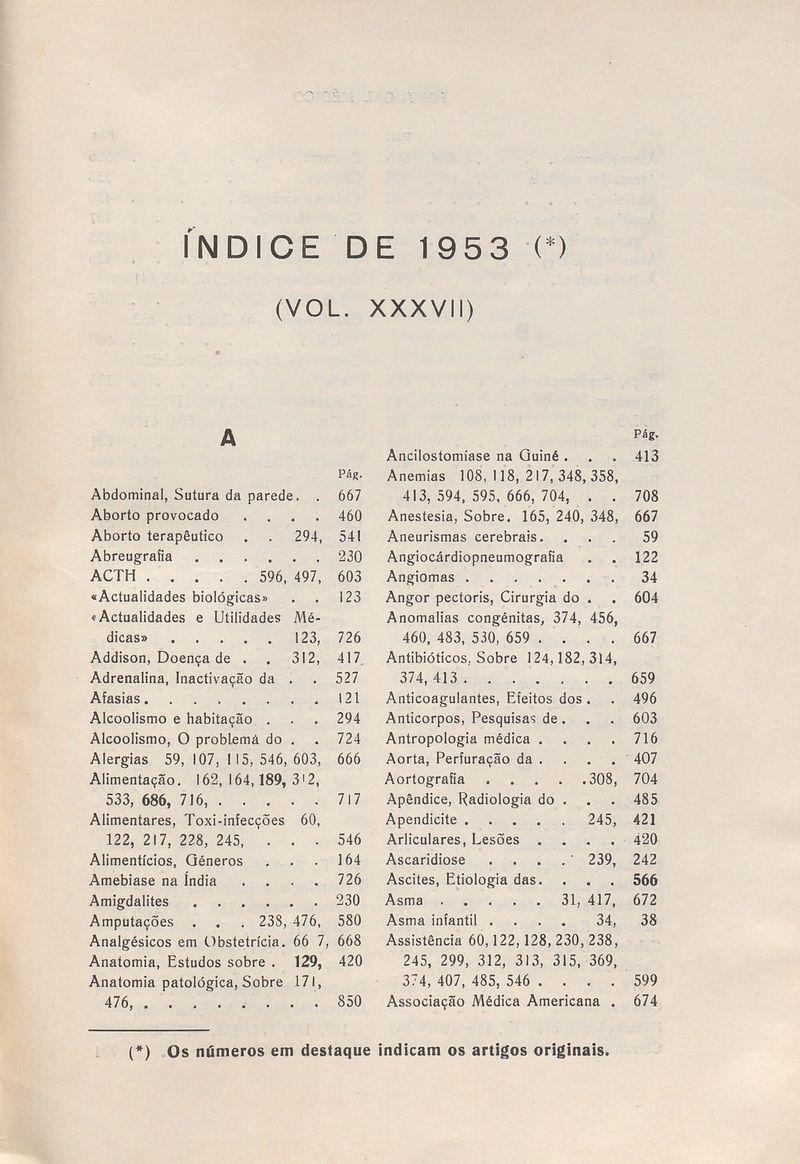 ÍNDICE DE 1953 (*)
(VOL. XXXVII)
A
Pág.
Abdominal, Sutura da parede. . 667
Aborto provocado . . . . 460
Aborto terapêutico . . 294, 541
Abreugrafia . . . . . . 230
ACTH . . . . . 596, 497, 603
«Actualidades biológicas» . . 123
«Actualidades e Utilidades Mé-
dicas» . . . . . 123, 726
Addison, Doença de . . 312, 417
Adrenalina, Inactivação da . . 527
Afasias. . . . . . . . 121
Alcoolismo e habitação . . . 294
Alcoolismo, O problema do . . 724
Alergias 59, 107, 115, 546, 603, 666
Alimentação. 162, 164, 189, 312,
533, 686, 716, . . . . . 717
Alimentares, Toxi-infecções 60,
122, 217, 228, 245, . . . 546
Alimentícios, Géneros . . . 164
Amebiase na Índia . . . . 726
Amigdalites . . . . . . 230
Amputações . . . 238, 476, 580
Analgésicos em Obstetrícia. 66 7, 668
Anatomia, Estudos sobre . 129, 420
Anatomia patológica, Sobre 171,
476, . . . . . . . . 850
Pág.
Ancilostomíase na Guiné . . . 413
Anemias 108, 118, 217, 348, 358,
413, 594, 595, 666, 704, . . 708
Anestesia, Sobre. 165, 240, 348, 667
Aneurismas cerebrais. . . . 59
Angiocárdiopneumografia . . 122
Angiomas . . . . . . . 34
Angor pectoris, Cirurgia do . . 604
Anomalias congénitas, 374, 456,
460, 483, 530, 659 . . . . 667
Antibióticos, Sobre 124, 182, 314,
374, 413 . . . . . . . 659
Anticoagulantes, Efeitos dos . . 496
Anticorpos, Pesquisas de . . . 603
Antropologia médica . . . . 716
Aorta, Perfuração da . . . . 407
Aortografia . . . . . 308, 704
Apêndice, Radiologia do . . . 485
Apendicite . . . . . 245, 421
Arliculares, Lesões . . . . 420
Ascaridiose . . . . 239, 242
Ascites, Etiologia das. . . . 566
Asma . . . . . 31, 417, 672
Asma infantil . . . . 34, 38
Assistência 60, 122, 128, 230, 238,
245, 299, 312, 313, 315, 369,
374, 407, 485, 546 . . . . 599
Associação Médica Americana . 674
(*) Os números em destaque indicam os artigos originais.